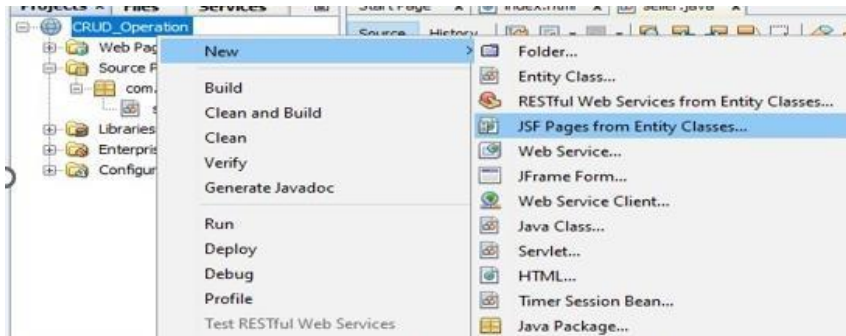 Projects x Files Services Start Page x index.html x seller.java x
CRUD_Operation
Source History
Web Pag
New
Folder...
Source P
Entity Class...
com.
Build
RESTful Web Services from Entity Classes...
s
Clean and Build
JSF Pages from Entity Classes...
Libraries
Clean
Web Service...
Enterpris
Verify
JFrame Form...
Configur
Generate Javadoc
Web Service Client...
Java Class...
Run
Servlet...
Deploy
HTML...
Debug
Timer Session Bean...
Profile
Java Package...
Test RESTful Web Services